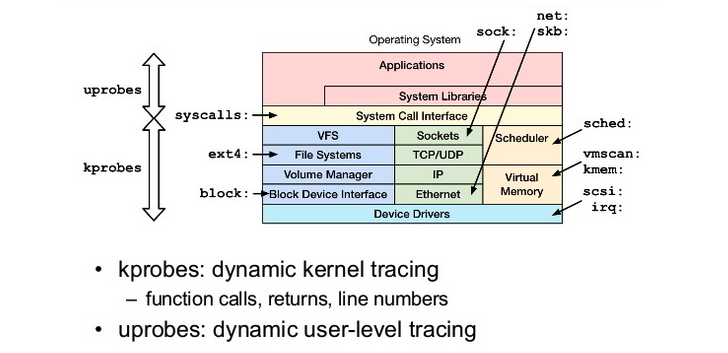 net:
sock: skb:
Operating System
Applications
uprobes
System Libraries
syscalls: System Call Interface
VFS Sockets Scheduler sched:
ext4: File Systems TCP/UDP
kprobes
vmscan:
kmem:
Volume Manager IP Virtual Memory
block: Block Device Interface Ethernet
scsi:
irq:
Device Drivers
• kprobes: dynamic kernel tracing
– function calls, returns, line numbers
• uprobes: dynamic user-level tracing